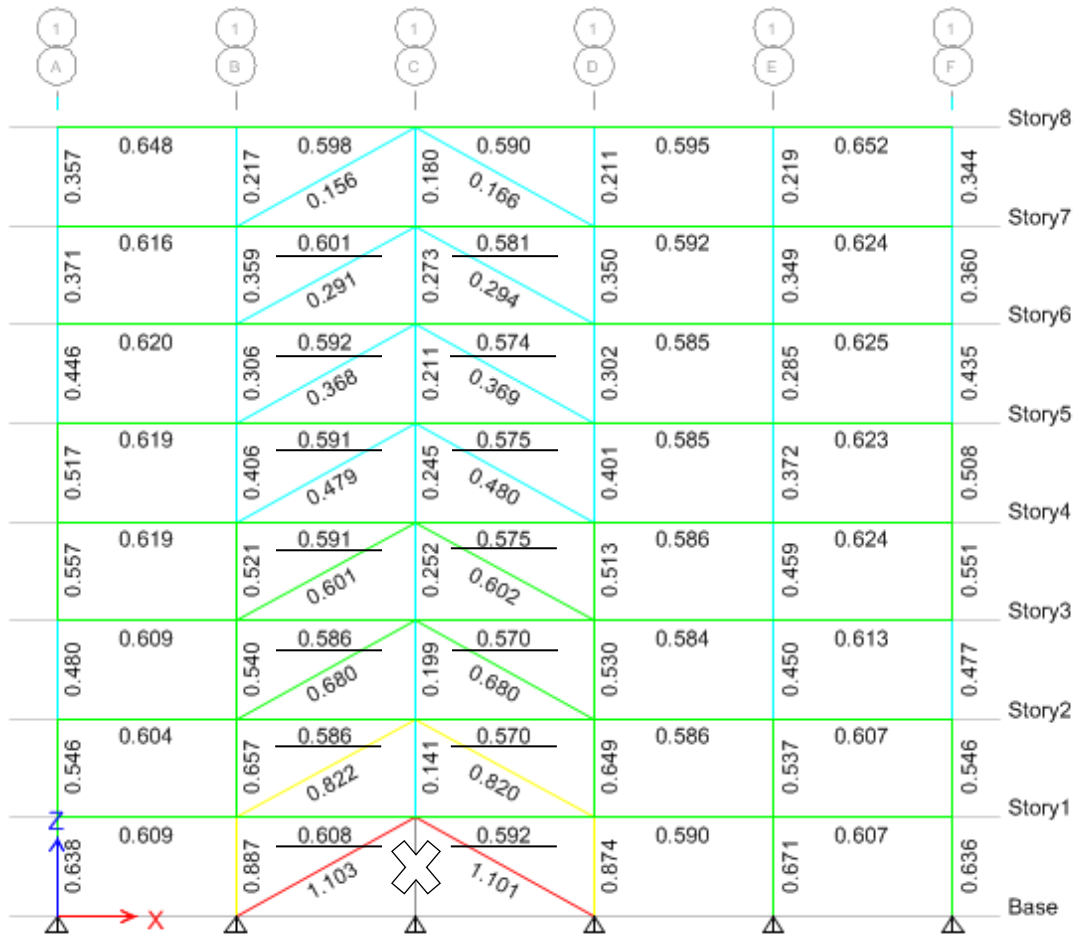 1 1 1 1 1 1
A B C D E F
Story8
0.648 0.598 0.590 0.595 0.652
0.357 0.217 0.156 0.180 0.166 0.211 0.219 0.344
Story7
0.616 0.601 0.581 0.592 0.624
0.371 0.359 0.291 0.273 0.294 0.350 0.349 0.360
Story6
0.620 0.592 0.574 0.585 0.625
0.446 0.306 0.368 0.211 0.369 0.302 0.285 0.435
Story5
0.619 0.591 0.575 0.585 0.623
0.517 0.406 0.479 0.245 0.480 0.401 0.372 0.508
Story4
0.619 0.591 0.575 0.586 0.624
0.557 0.521 0.601 0.252 0.602 0.513 0.459 0.551
Story3
0.609 0.586 0.570 0.584 0.613
0.480 0.540 0.680 0.199 0.680 0.530 0.450 0.477
Story2
0.604 0.586 0.570 0.586 0.607
0.546 0.657 0.822 0.141 0.820 0.649 0.537 0.546
Story1
Z
0.609 0.608 0.592 0.590 0.607
0.638 0.887 1.103 1.101 0.874 0.671 0.636
Base
X